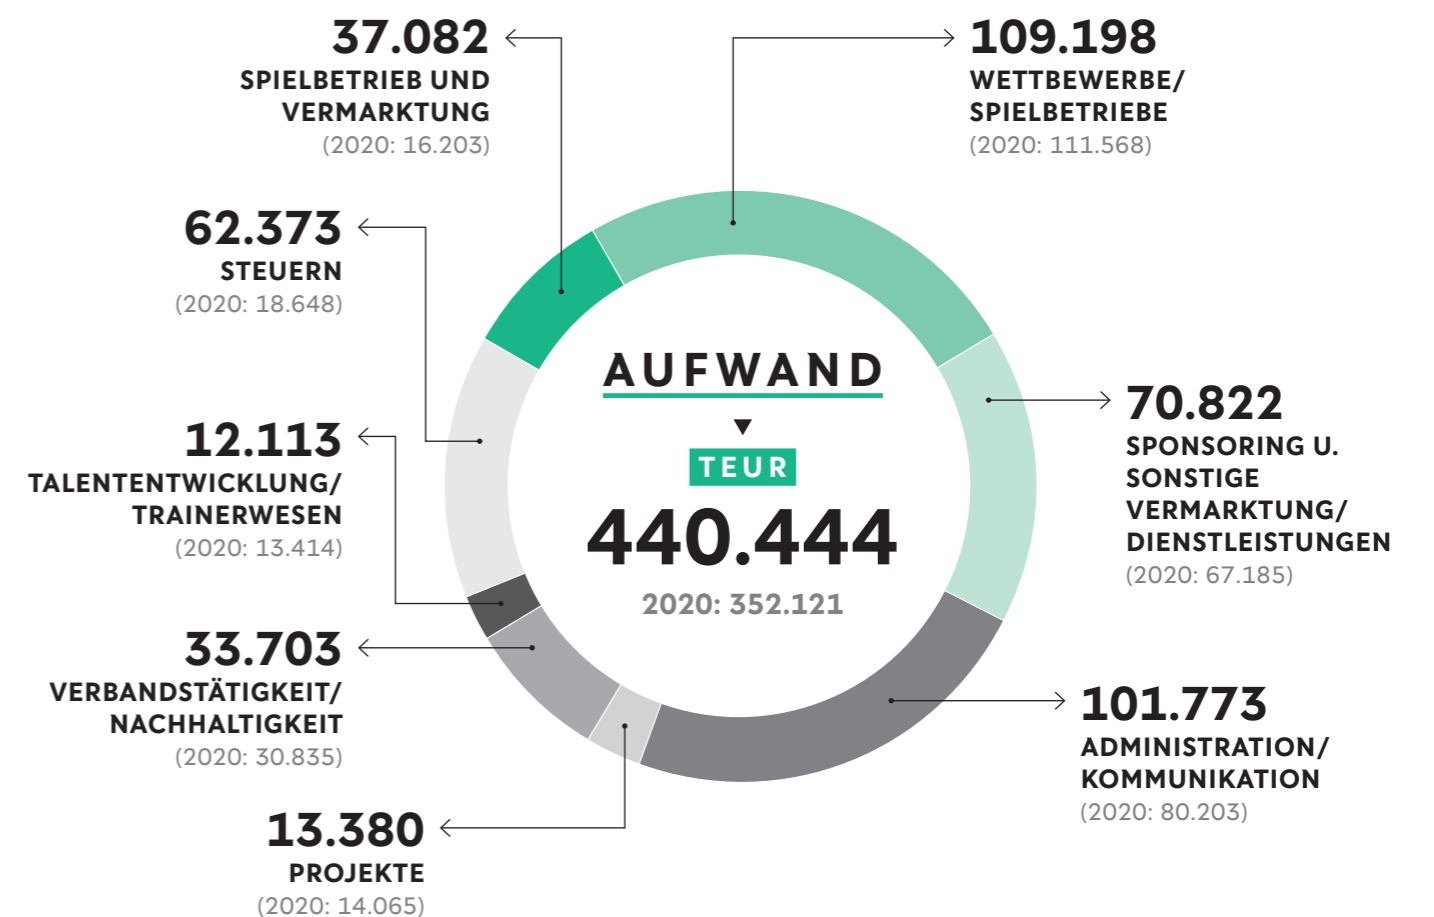 37.082
SPIELBETRIEB UND
VERMARKTUNG
(2020: 16.203)
109.198
WETTBEWERBE/
SPIELBETRIEBE
(2020: 111.568)
62.373
STEUERN
(2020: 18.648)
AUFWAND
TEUR
440.444
2020: 352.121
70.822
SPONSORING U.
SONSTIGE
VERMARKTUNG/
DIENSTLEISTUNGEN
(2020: 67.185)
12.113
TALENTENTWICKLUNG/
TRAINERWESEN
(2020: 13.414)
33.703
VERBANDSTÄTIGKEIT/
NACHHALTIGKEIT
(2020: 30.835)
101.773
ADMINISTRATION/
KOMMUNIKATION
(2020: 80.203)
13.380
PROJEKTE
(2020: 14.065)